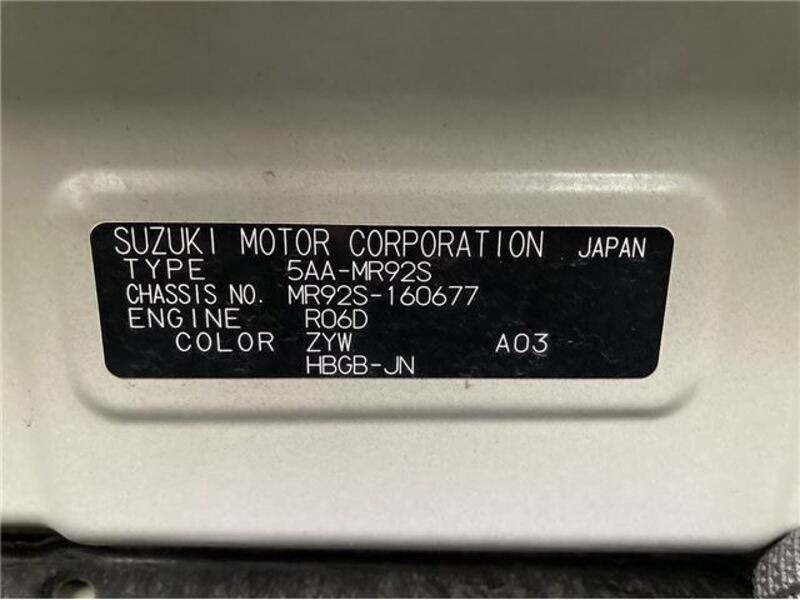 SUZUKI MOTOR CORPORATION JAPAN
TYPE 5AA-MR92S
CHASSIS NO. MR92S-160677
ENGINE R06D
COLOR ZYW A03
HBGB-JN